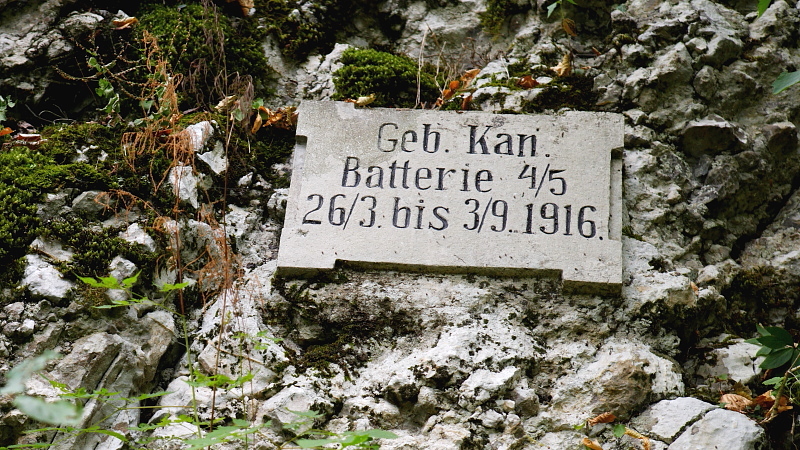 Geb. Kan.
Batterie 4/5
26/3. bis 3/9. 1916.